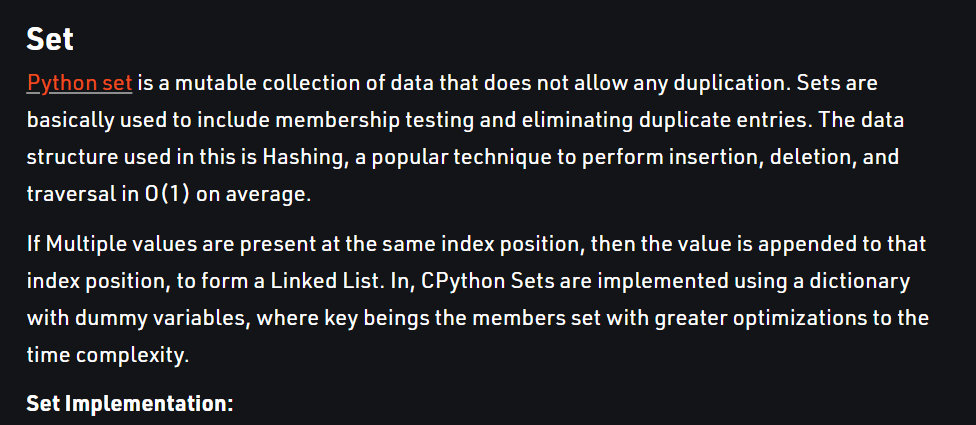 Set
Python set is a mutable collection of data that does not allow any duplication. Sets are
basically used to include membership testing and eliminating duplicate entries. The data
structure used in this is Hashing, a popular technique to perform insertion, deletion, and
traversal in O(1) on average.
If Multiple values are present at the same index position, then the value is appended to that
index position, to form a Linked List. In, CPython Sets are implemented using a dictionary
with dummy variables, where key beings the members set with greater optimizations to the
time complexity.
Set Implementation: